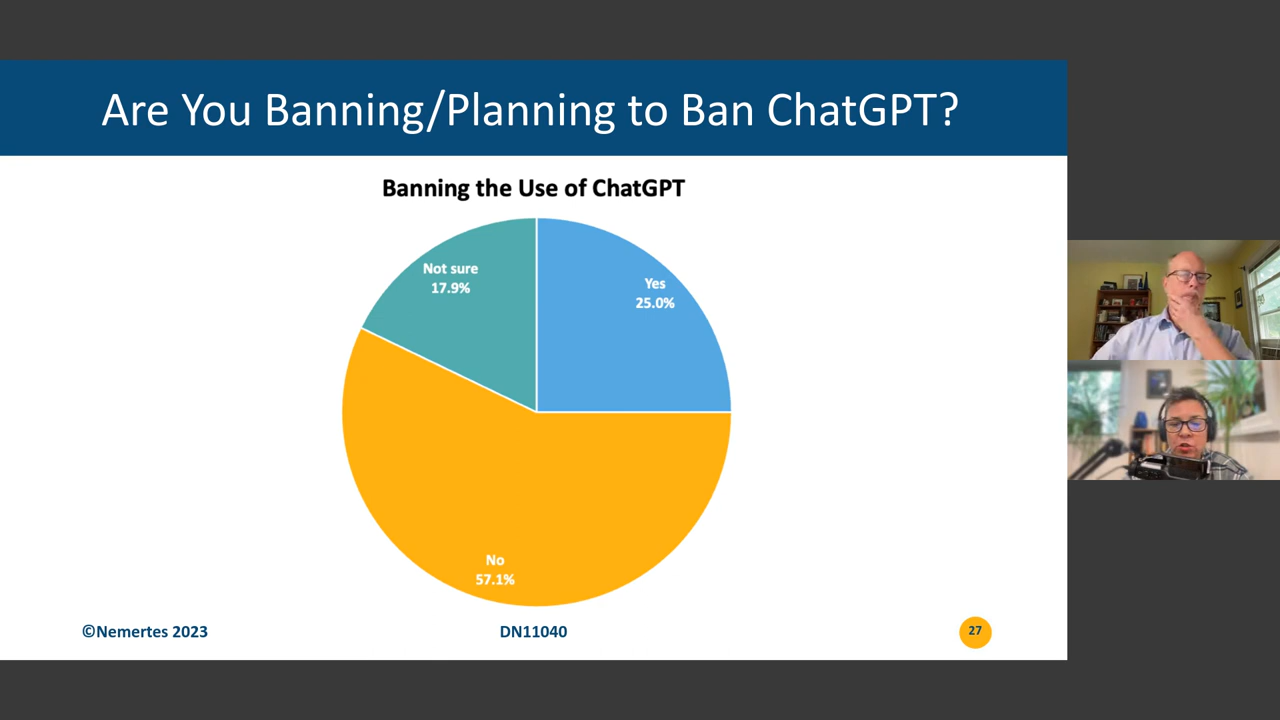 Are You Banning/Planning to Ban ChatGPT?
Banning the Use of ChatGPT
Not sure
17.9%
Yes
25.0%
No
57.1%
©Nemertes 2023
DN11040
27